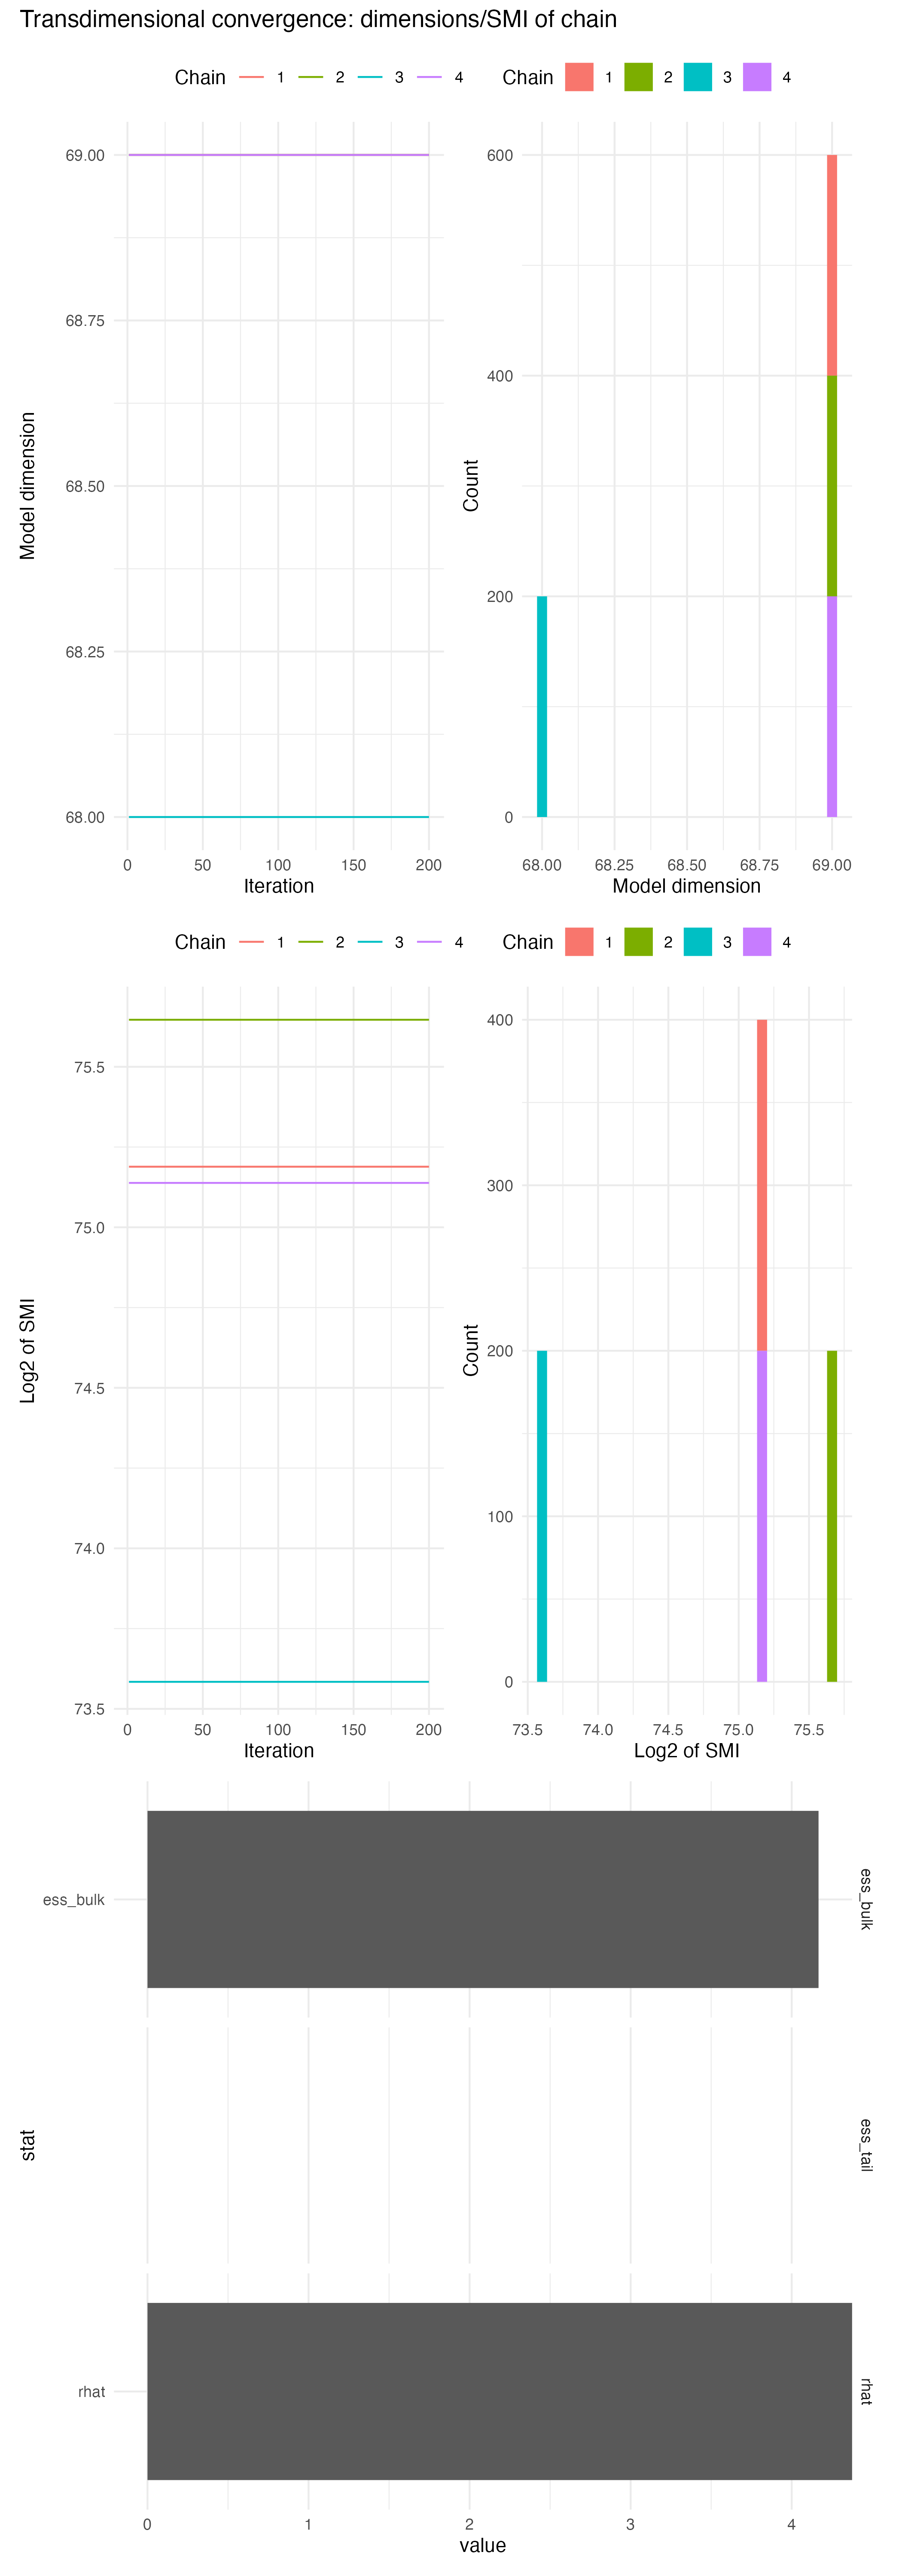 Transdimensional convergence: dimensions/SMI of chain
Chain 1 2 3 4
Chain 1 2 3 4
69.00
68.75
68.50
68.25
68.00
Model dimension
0 50 100 150 200
Iteration
600
400
200
0
Count
68.00 68.25 68.50 68.75 69.00
Model dimension
Chain 1 2 3 4
Chain 1 2 3 4
75.5
75.0
74.5
74.0
73.5
Log2 of SMI
0 50 100 150 200
Iteration
400
300
200
100
0
Count
73.5 74.0 74.5 75.0 75.5
Log2 of SMI
ess_bulk
ess_bulk
stat
ess_tail
rhat
rhat
0 1 2 3 4
value